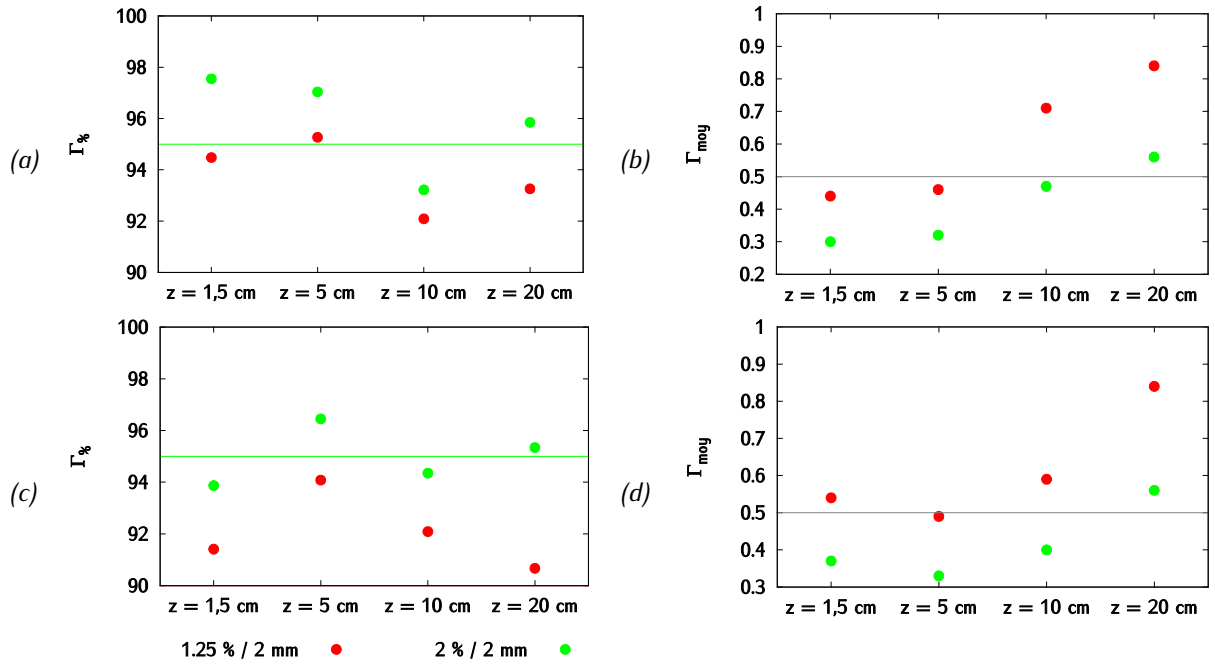 (a)
Γ%
100
98
96
94
92
90
z = 1,5 cm z = 5 cm z = 10 cm z = 20 cm
(b)
Γmoy
1
0.9
0.8
0.7
0.6
0.5
0.4
0.3
0.2
z = 1,5 cm z = 5 cm z = 10 cm z = 20 cm
(c)
Γ%
100
98
96
94
92
90
z = 1,5 cm z = 5 cm z = 10 cm z = 20 cm
(d)
Γmoy
1
0.9
0.8
0.7
0.6
0.5
0.4
0.3
z = 1,5 cm z = 5 cm z = 10 cm z = 20 cm
1.25 % / 2 mm 2 % / 2 mm